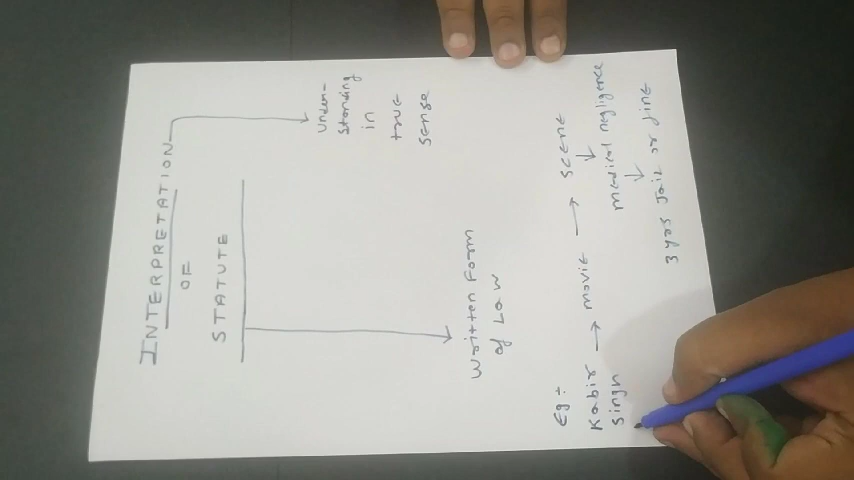 INTERPRETATION
OF
STATUTE
Under-
Standing
in
true
sense
Written Form
of Law
Eg :-
Kabir → movie → SCENE
Singh
↓
medical negligence
↓
3 yrs Jail or fine